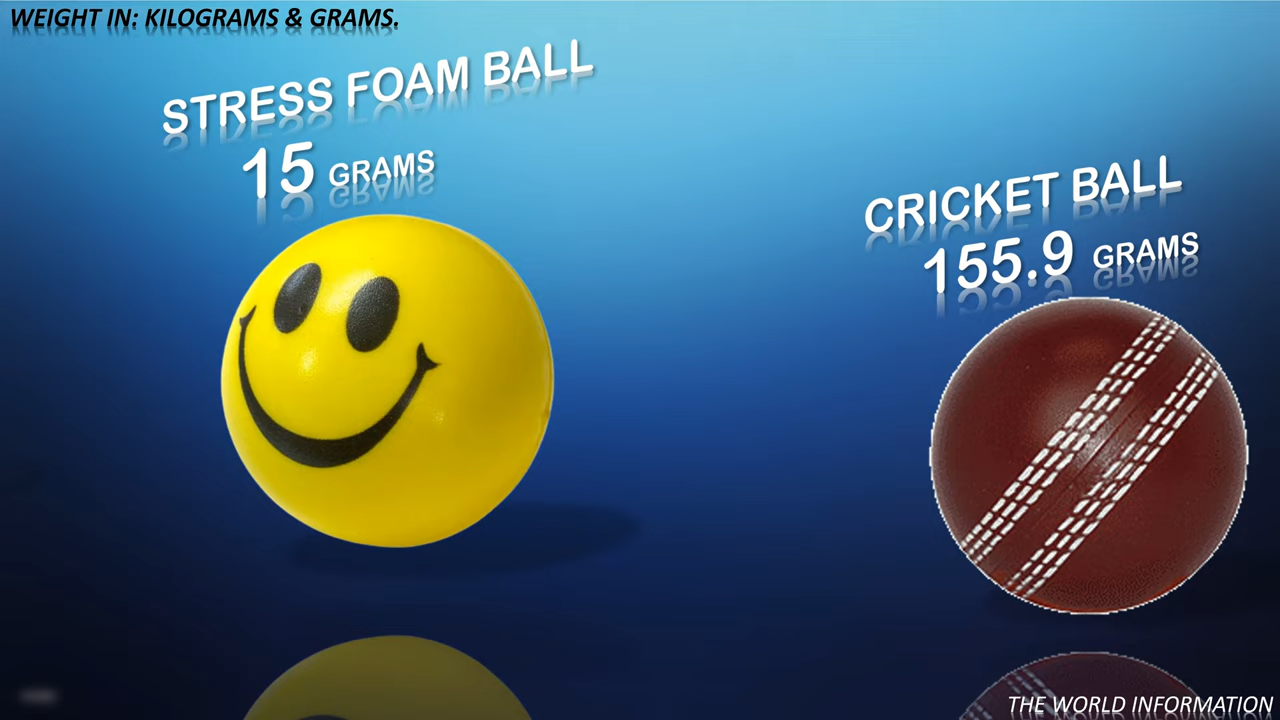 WEIGHT IN: KILOGRAMS & GRAMS.
STRESS FOAM BALL
15 GRAMS
CRICKET BALL
155.9 GRAMS
THE WORLD INFORMATION